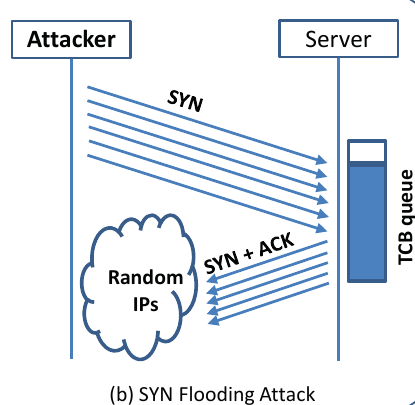 Attacker
Server
SYN
TCB queue
SYN + ACK
Random
IPs
(b) SYN Flooding Attack